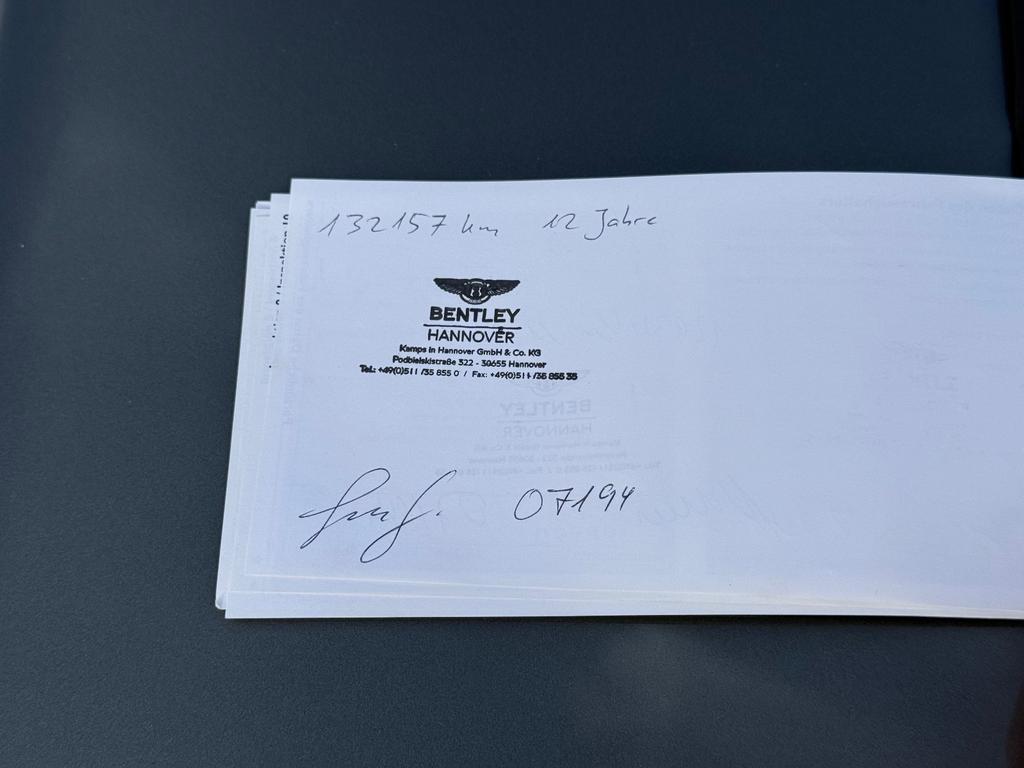 132157 km 12 Jahre
BENTLEY
HANNOVER
Kamps in Hannover GmbH & Co. KG
Podbielskistraße 322 - 30655 Hannover
Tel.: +49(0)511 /35 855 0 / Fax: +49(0)511 /35 855 35
07194